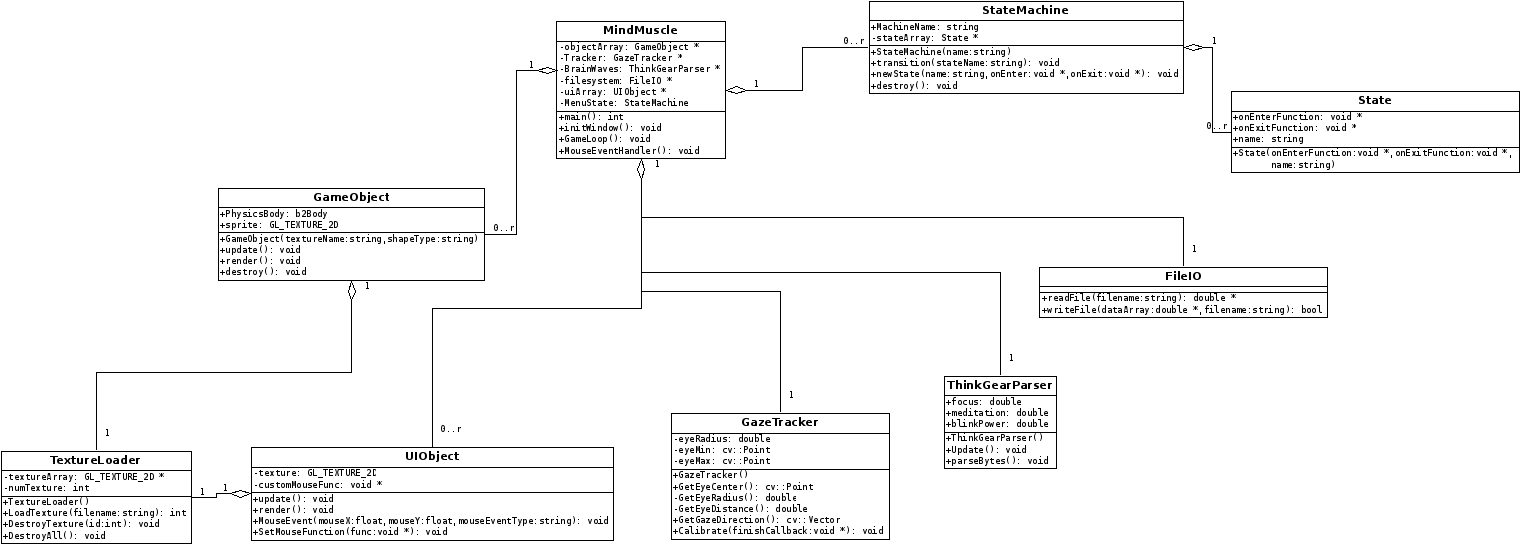 StateMachine
+MachineName: string
-stateArray: State *
+StateMachine(name:string)
+transition(stateName:string): void
+newState(name:string,onEnter:void *,onExit:void *): void
+destroy(): void
1
0..r
MindMuscle
-objectArray: GameObject *
-Tracker: GazeTracker *
-BrainWaves: ThinkGearParser *
-filesystem: FileIO *
-uiArray: UIObject *
-MenuState: StateMachine
+main(): int
+initWindow(): void
+GameLoop(): void
+MouseEventHandler(): void
1
1
1
0..r
State
+onEnterFunction: void *
+onExitFunction: void *
+name: string
+State(onEnterFunction:void *,onExitFunction:void *,
name:string)
0..r
GameObject
+PhysicsBody: b2Body
+sprite: GL_TEXTURE_2D
+GameObject(textureName:string,shapeType:string)
+update(): void
+render(): void
+destroy(): void
0..r
1
1
FileIO
+readFile(filename:string): double *
+writeFile(dataArray:double *,filename:string): bool
1
ThinkGearParser
+focus: double
+meditation: double
+blinkPower: double
+ThinkGearParser()
+Update(): void
+parseBytes(): void
1
GazeTracker
-eyeRadius: double
-eyeMin: cv::Point
-eyeMax: cv::Point
+GazeTracker()
+GetEyeCenter(): cv::Point
-GetEyeRadius(): double
-GetEyeDistance(): double
+GetGazeDirection(): cv::Vector
+Calibrate(finishCallback:void *): void
0..r
UIObject
-texture: GL_TEXTURE_2D
-customMouseFunc: void *
+update(): void
+render(): void
+MouseEvent(mouseX:float,mouseY:float,mouseEventType:string): void
+SetMouseFunction(func:void *): void
1
1
1
TextureLoader
-textureArray: GL_TEXTURE_2D *
-numTexture: int
+TextureLoader()
+LoadTexture(filename:string): int
+DestroyTexture(id:int): void
+DestroyAll(): void